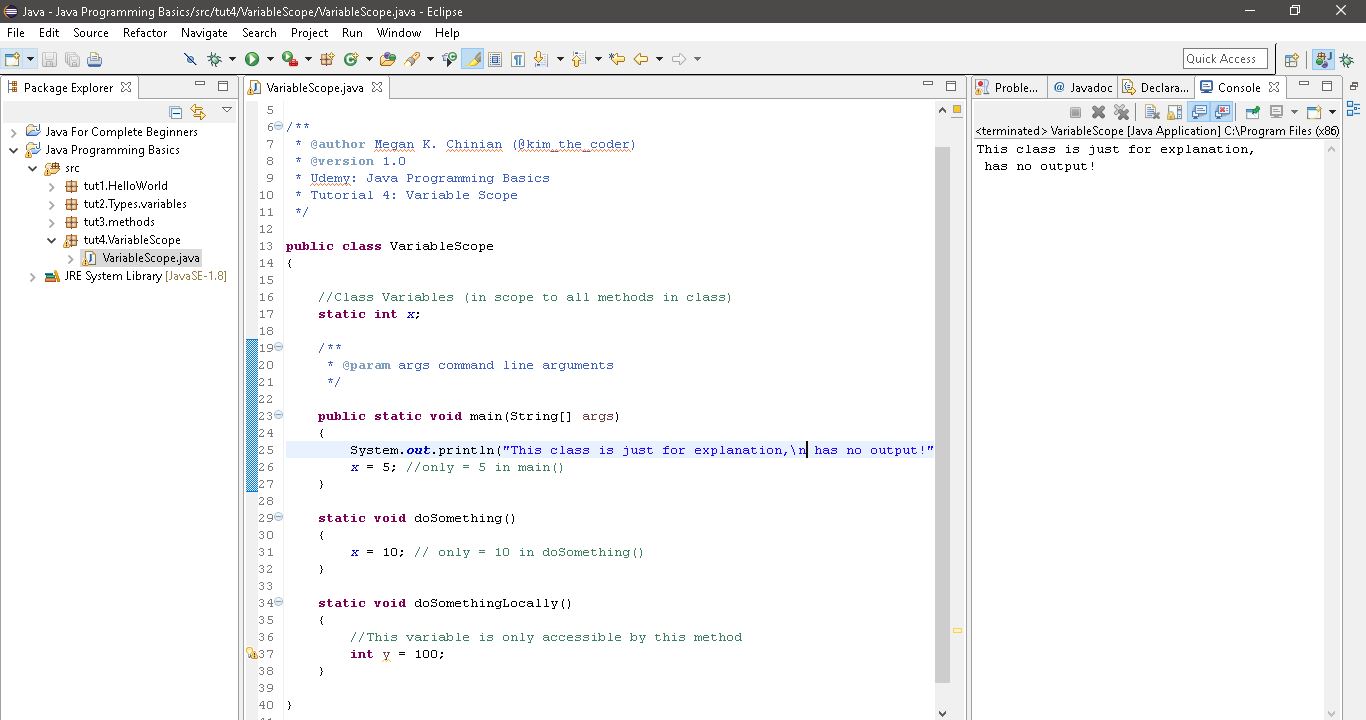 Java - Java Programming Basics/src/tut4/VariableScope/VariableScope.java - Eclipse
File Edit Source Refactor Navigate Search Project Run Window Help
Quick Access
Package Explorer
VariableScope.java
Proble... @ Javadoc Declara... Console
<terminated> VariableScope [Java Application] C:\Program Files (x86)
This class is just for explanation,
 has no output!
Java For Complete Beginners
Java Programming Basics
src
tut1.HelloWorld
tut2.Types.variables
tut3.methods
tut4.VariableScope
VariableScope.java
JRE System Library [JavaSE-1.8]
5
6 /**
7  * @author Megan K. Chinian (@kim_the_coder)
8  * @version 1.0
9  * Udemy: Java Programming Basics
10  * Tutorial 4: Variable Scope
11  */
12
13 public class VariableScope
14 {
15
16     //Class Variables (in scope to all methods in class)
17     static int x;
18
19     /**
20      * @param args command line arguments
21      */
22
23     public static void main(String[] args)
24     {
25         System.out.println("This class is just for explanation,\n has no output!"
26         x = 5; //only = 5 in main()
27     }
28
29     static void doSomething()
30     {
31         x = 10; // only = 10 in doSomething()
32     }
33
34     static void doSomethingLocally()
35     {
36         //This variable is only accessible by this method
37         int y = 100;
38     }
39
40 }